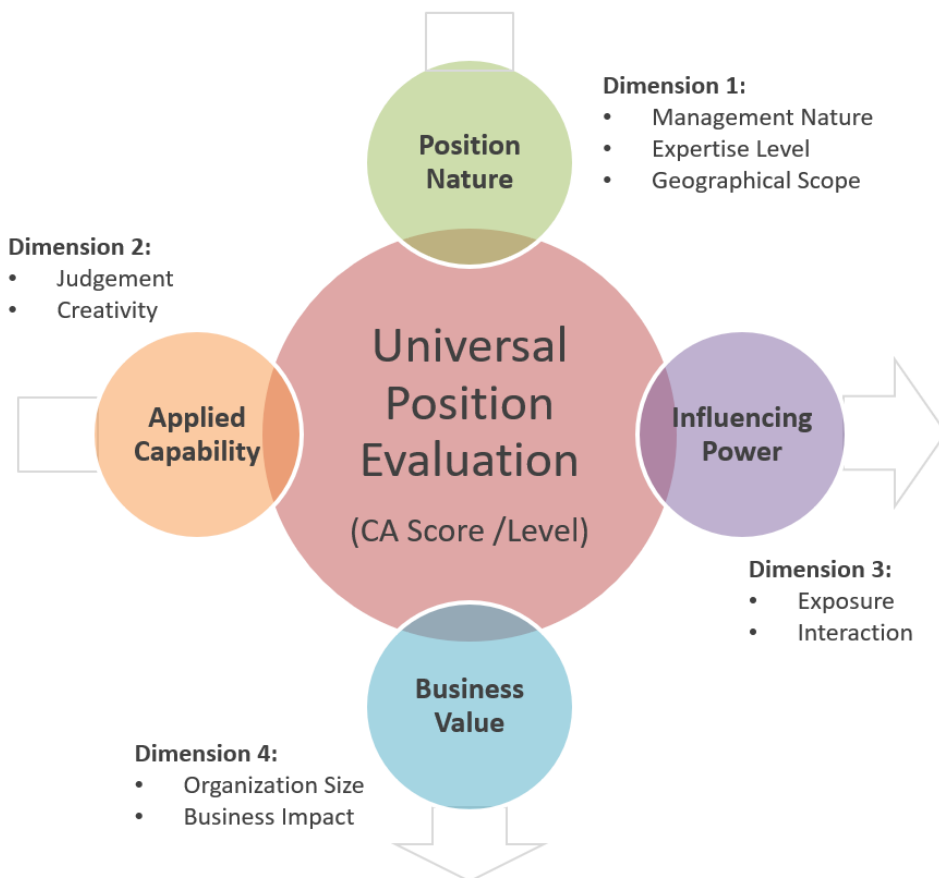 Position
Nature
Dimension 1:
• Management Nature
• Expertise Level
• Geographical Scope
Dimension 2:
• Judgement
• Creativity
Applied
Capability
Universal
Position
Evaluation
(CA Score /Level)
Influencing
Power
Dimension 3:
• Exposure
• Interaction
Business
Value
Dimension 4:
• Organization Size
• Business Impact